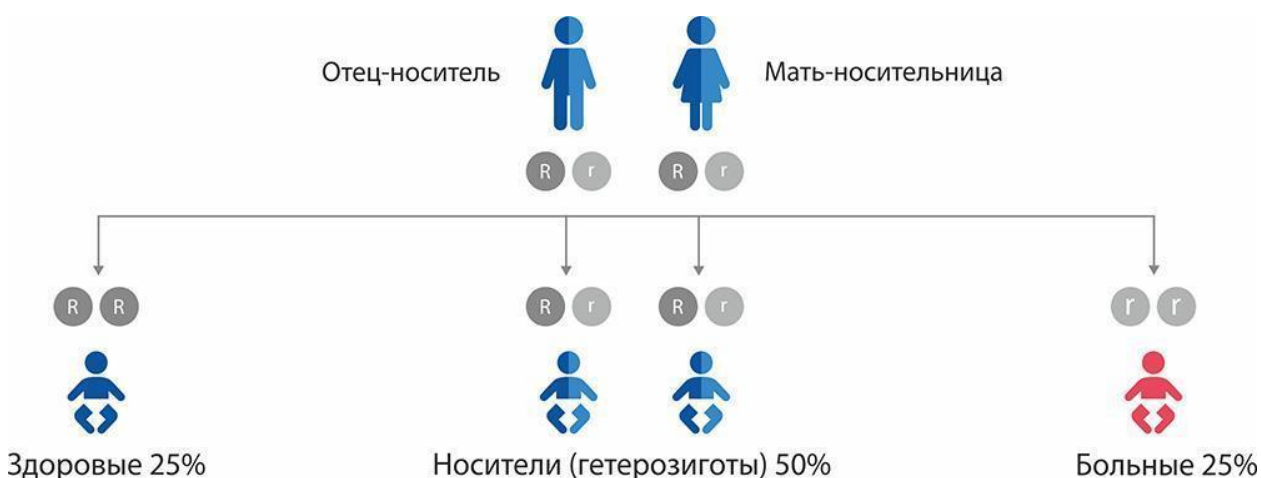 Отец-носитель
Мать-носительница
R r R r
R R R r R r r r
Здоровые 25%
Носители (гетерозиготы) 50%
Больные 25%